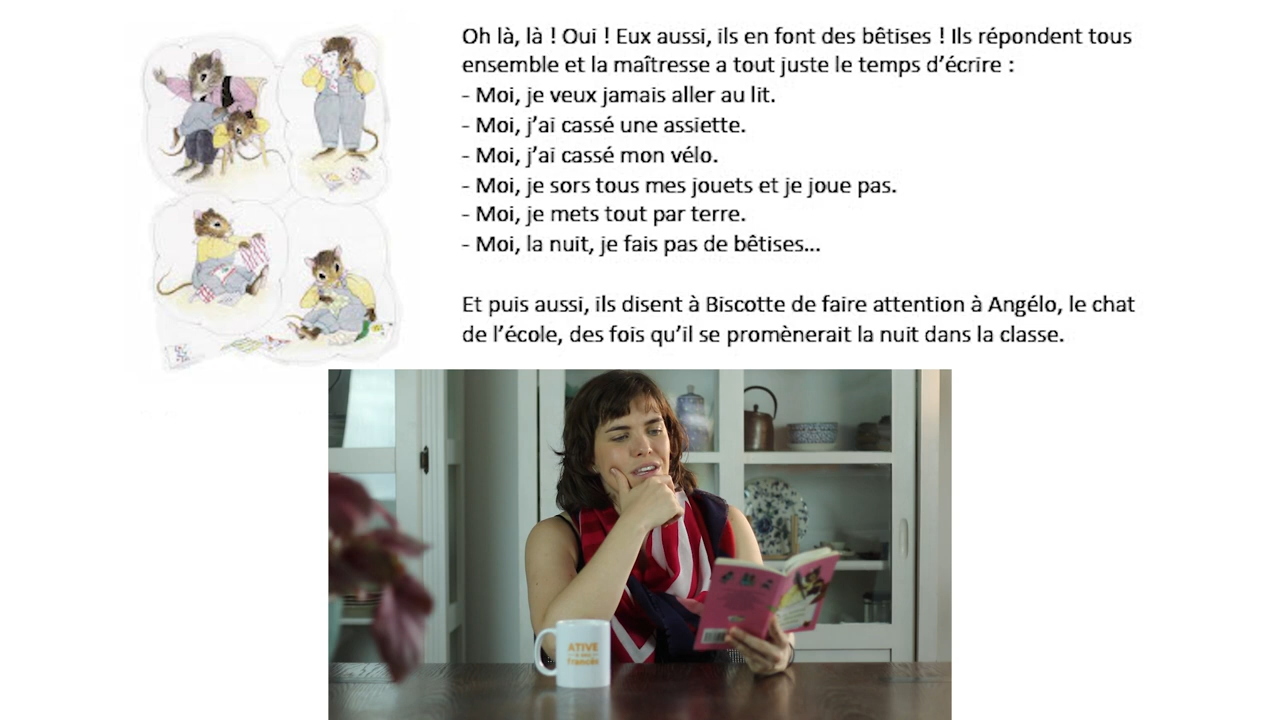 Oh là, là ! Oui ! Eux aussi, ils en font des bêtises ! Ils répondent tous
ensemble et la maîtresse a tout juste le temps d'écrire :
- Moi, je veux jamais aller au lit.
- Moi, j'ai cassé une assiette.
- Moi, j'ai cassé mon vélo.
- Moi, je sors tous mes jouets et je joue pas.
- Moi, je mets tout par terre.
- Moi, la nuit, je fais pas de bêtises...
Et puis aussi, ils disent à Biscotte de faire attention à Angélo, le chat
de l'école, des fois qu'il se promènerait la nuit dans la classe.
ATIVE
francês